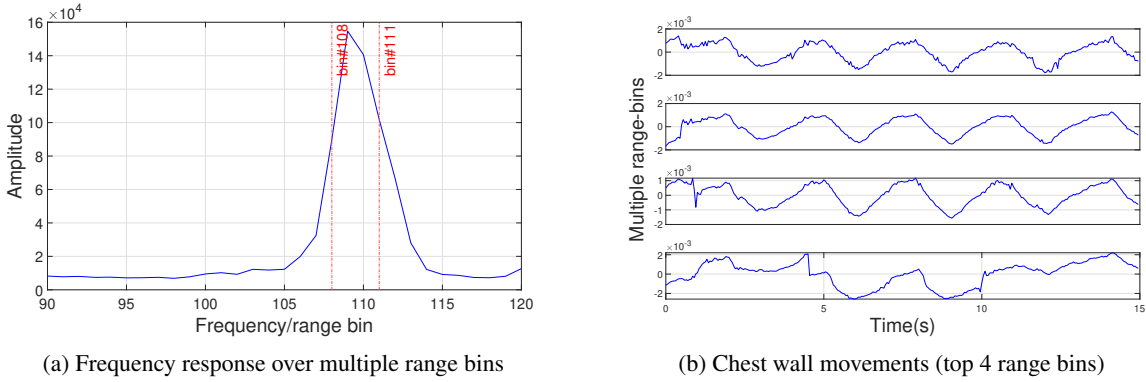 16 ×10⁴
14
12
10
8
6
4
2
0
90 95 100 105 110 115 120
Amplitude
Frequency/range bin
bin#108
bin#111
(a) Frequency response over multiple range bins
Multiple range-bins
×10⁻³
2
0
-2
×10⁻³
2
0
-2
×10⁻³
1
0
-1
-2
×10⁻³
2
0
-2
0 5 10 15
Time(s)
(b) Chest wall movements (top 4 range bins)